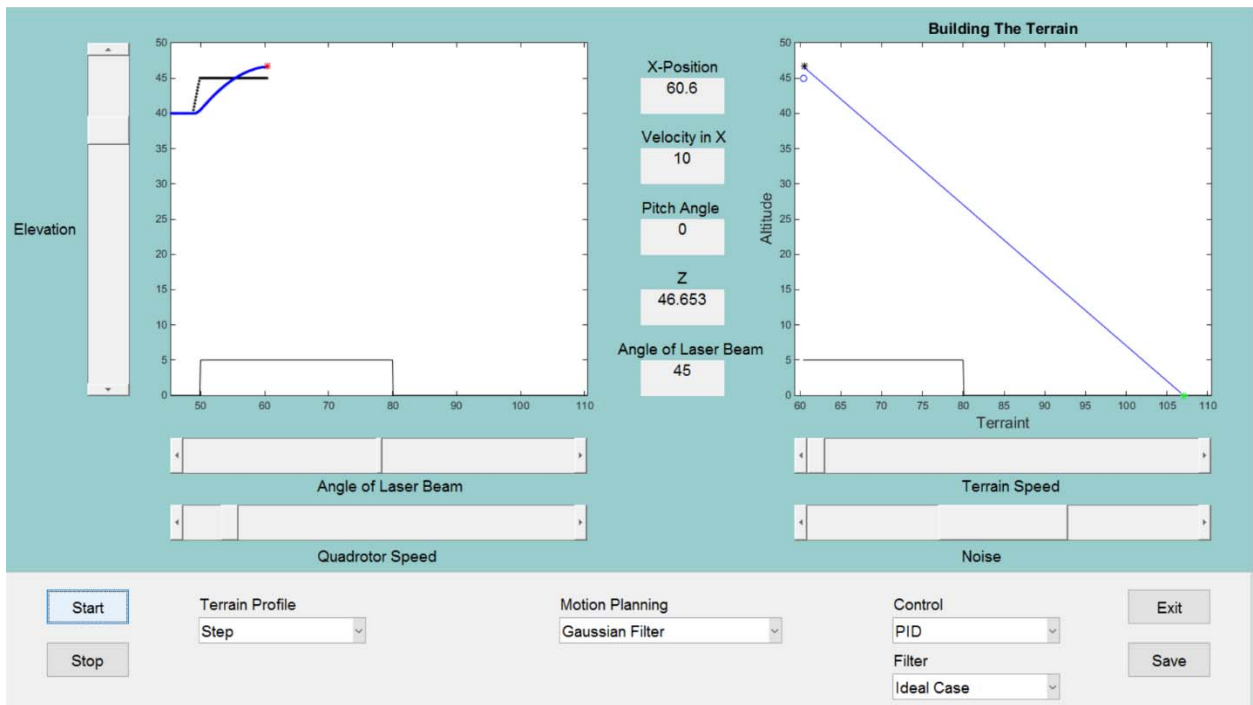 Building The Terrain
50
45
40
35
30
25
20
15
10
5
0
50
60
70
80
90
100
110
Elevation
X-Position
60.6
Velocity in X
10
Pitch Angle
0
Z
46.653
Angle of Laser Beam
45
50
45
40
35
30
25
20
15
10
5
0
Altitude
60
65
70
75
80
85
90
95
100
105
110
Terraint
Angle of Laser Beam
Terrain Speed
Quadrotor Speed
Noise
Start
Terrain Profile
Motion Planning
Control
Exit
Step
Gaussian Filter
PID
Stop
Filter
Save
Ideal Case